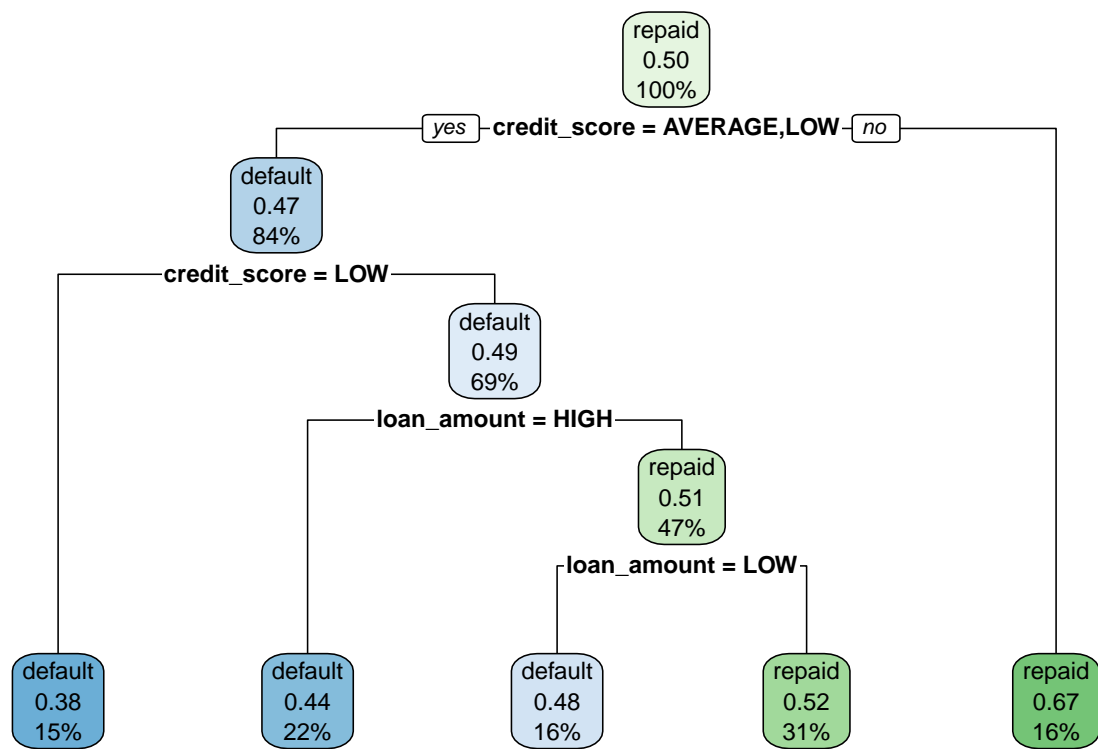 repaid
0.50
100%
yes credit_score = AVERAGE,LOW no
default
0.47
84%
credit_score = LOW
default
0.49
69%
loan_amount = HIGH
repaid
0.51
47%
loan_amount = LOW
default
0.38
15%
default
0.44
22%
default
0.48
16%
repaid
0.52
31%
repaid
0.67
16%